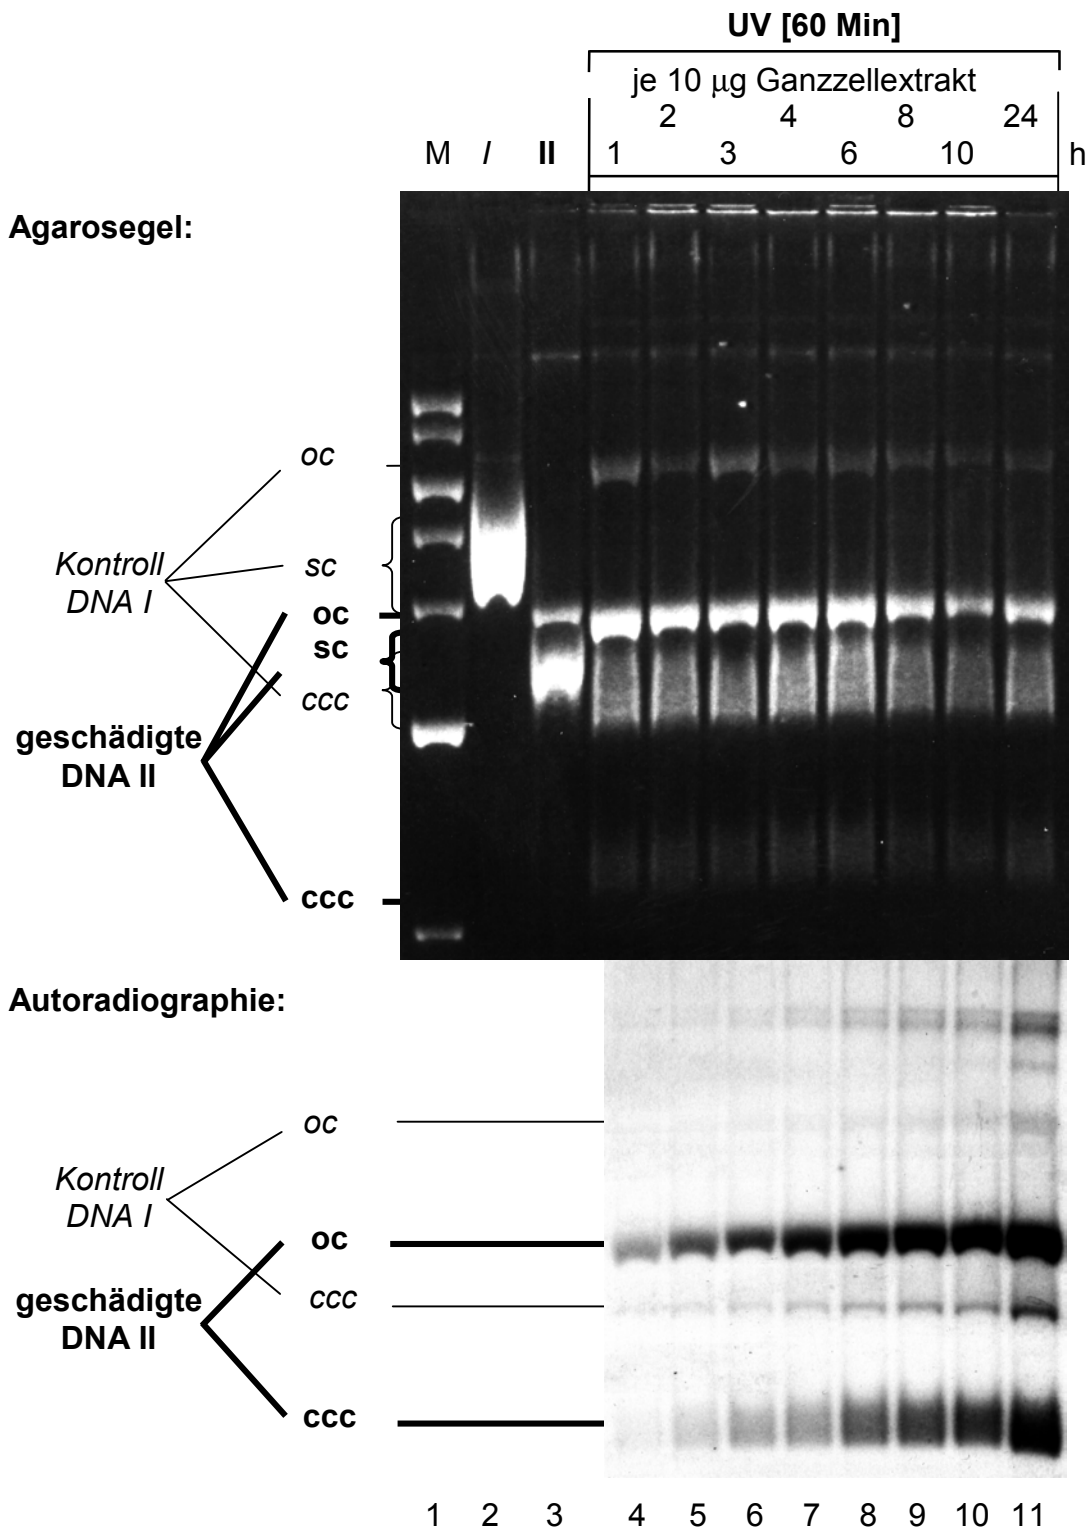 UV [60 Min]
je 10 µg Ganzzellextrakt
2 4 8 24
M I II 1 3 6 10 h
Agarosegel:
oc
Kontroll
DNA I
sc
oc
sc
ccc
geschädigte
DNA II
ccc
Autoradiographie:
oc
Kontroll
DNA I
oc
ccc
geschädigte
DNA II
ccc
1 2 3 4 5 6 7 8 9 10 11